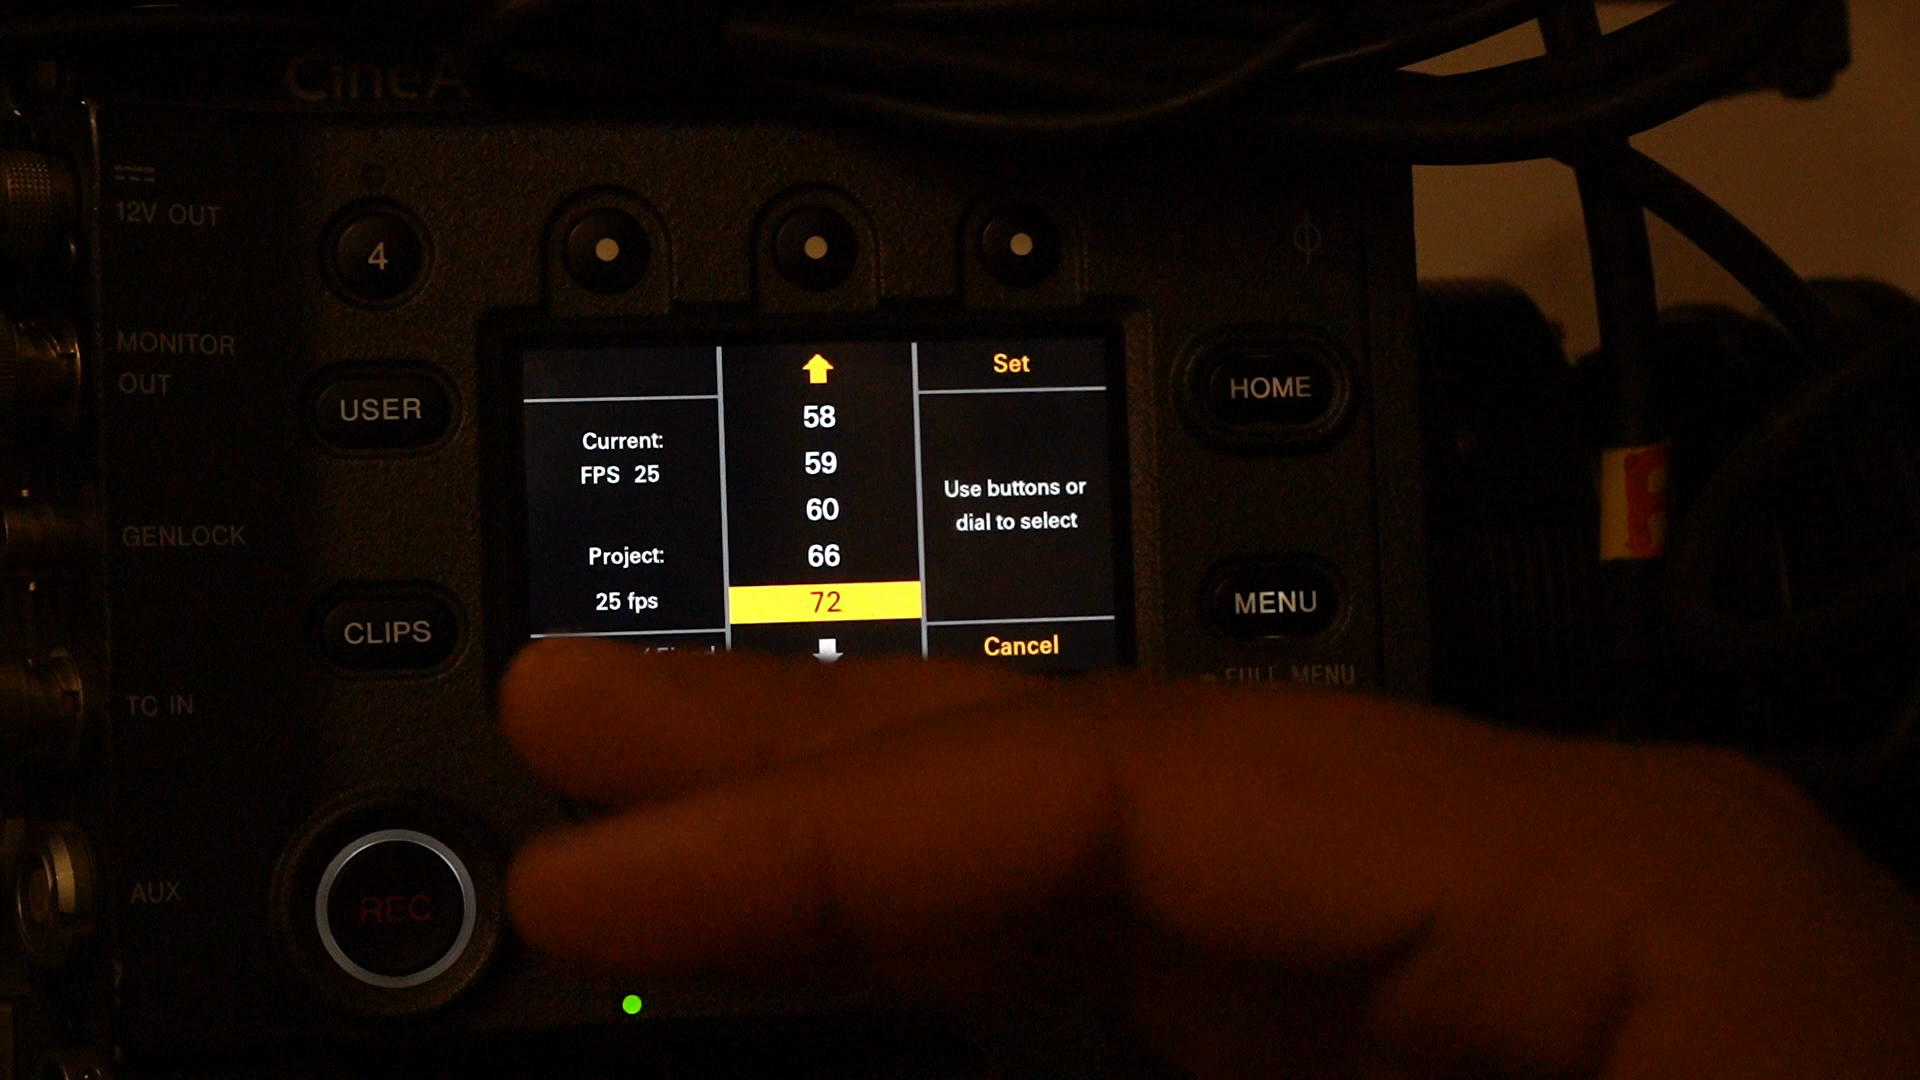 CineA
12V OUT
4
MONITOR
OUT
USER
GENLOCK
CLIPS
TC IN
AUX
REC
Current:
FPS 25
Project:
25 fps
58
59
60
66
72
Set
Use buttons or
dial to select
Cancel
HOME
MENU
FULL MENU